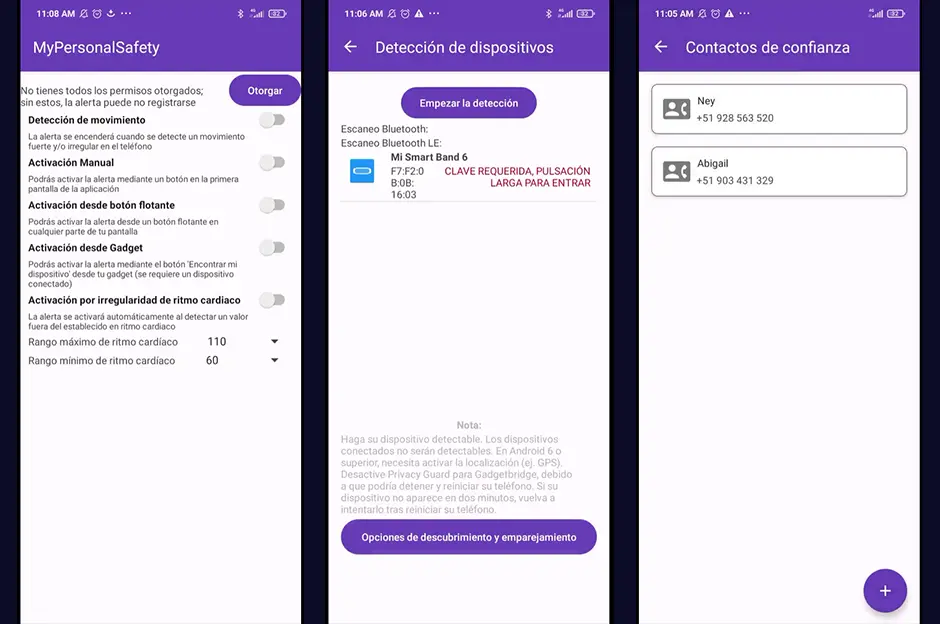 11:08 AM
MyPersonalSafety
No tienes todos los permisos otorgados;
sin estos, la alerta puede no registrarse
Otorgar
Detección de movimiento
La alerta se encenderá cuando se detecte un movimiento
fuerte y/o irregular en el teléfono
Activación Manual
Podrás activar la alerta mediante un botón en la primera
pantalla de la aplicación
Activación desde botón flotante
Podrás activar la alerta desde un botón flotante en
cualquier parte de tu pantalla
Activación desde Gadget
Podrás activar la alerta mediante el botón 'Encontrar mi
dispositivo' desde tu gadget (se requiere un dispositivo
conectado)
Activación por irregularidad de ritmo cardiaco
La alerta se activará automáticamente al detectar un valor
fuera del establecido en ritmo cardiaco
Rango máximo de ritmo cardíaco 110
Rango mínimo de ritmo cardíaco 60
11:06 AM
Detección de dispositivos
Empezar la detección
Escaneo Bluetooth:
Escaneo Bluetooth LE:
Mi Smart Band 6
F7:F2:0
B:0B:
16:03
CLAVE REQUERIDA, PULSACIÓN
LARGA PARA ENTRAR
Nota:
Haga su dispositivo detectable. Los dispositivos
conectados no serán detectables. En Android 6 o
superior, necesita activar la localización (ej. GPS).
Desactive Privacy Guard para Gadgetbridge, debido
a que podría detener y reiniciar su teléfono. Si su
dispositivo no aparece en dos minutos, vuelva a
intentarlo tras reiniciar su teléfono.
Opciones de descubrimiento y emparejamiento
11:05 AM
Contactos de confianza
Ney
+51 928 563 520
Abigail
+51 903 431 329